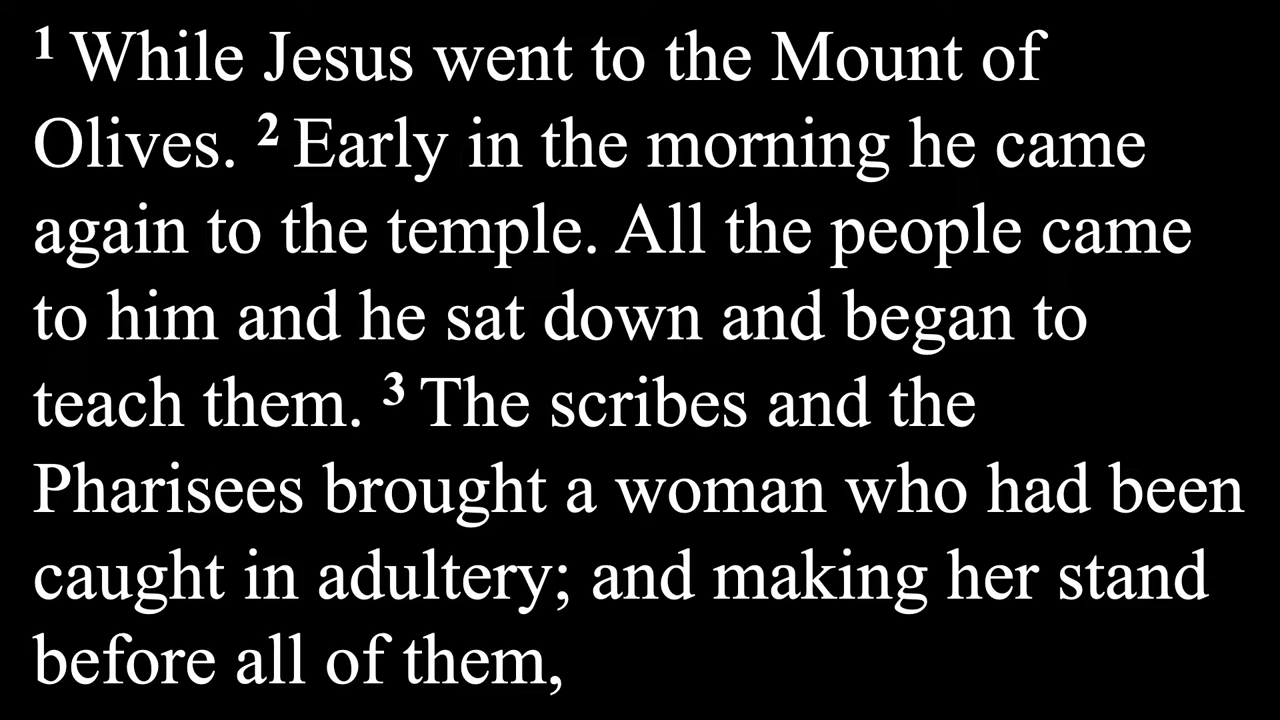 ¹ While Jesus went to the Mount of
Olives. ² Early in the morning he came
again to the temple. All the people came
to him and he sat down and began to
teach them. ³ The scribes and the
Pharisees brought a woman who had been
caught in adultery; and making her stand
before all of them,